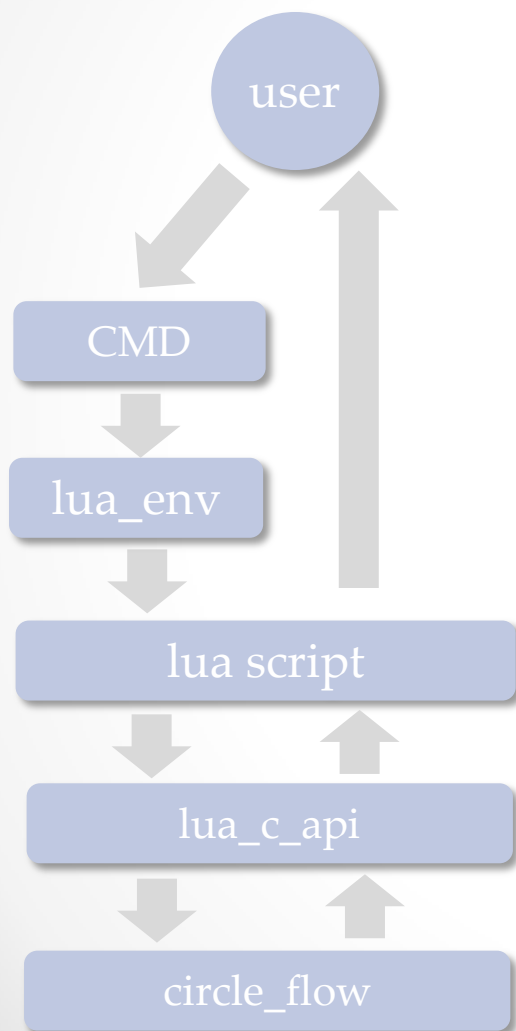 user
CMD
lua_env
lua script
lua_c_api
circle_flow